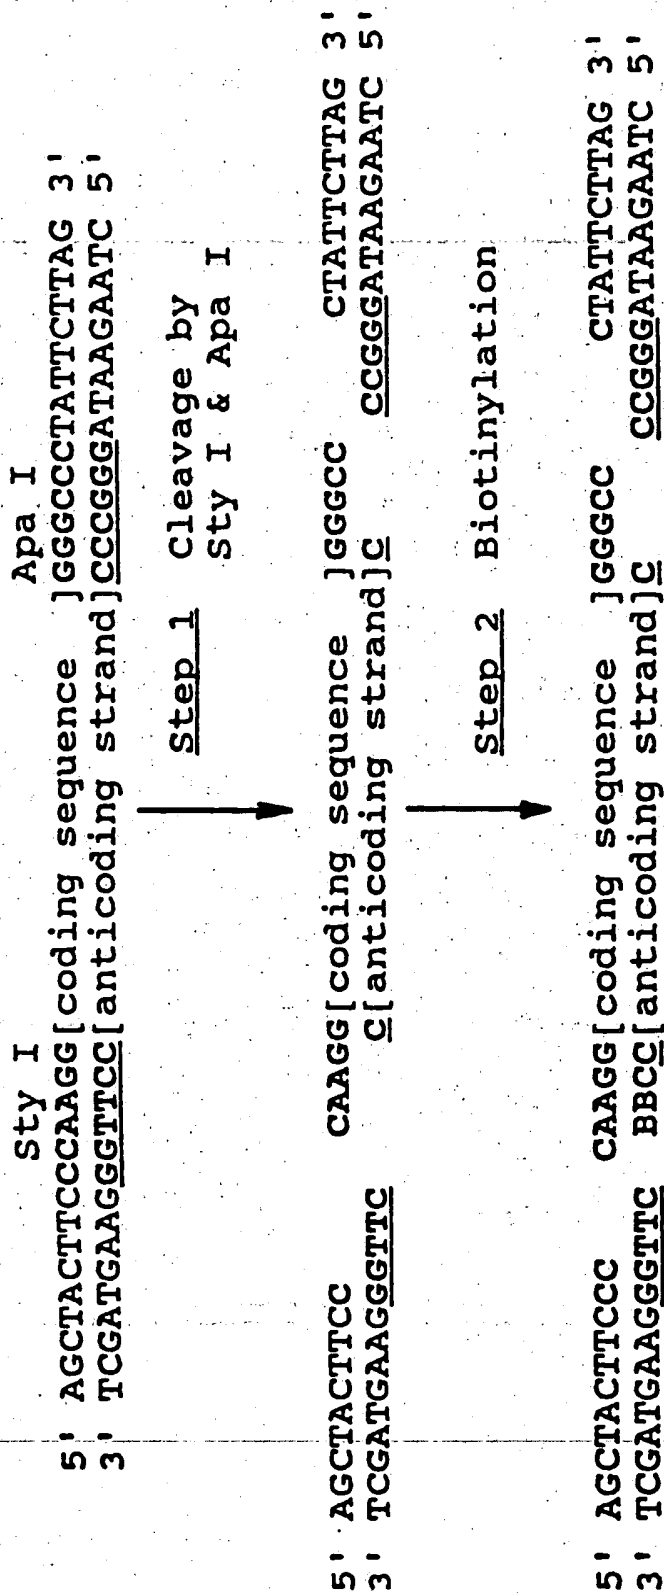 Sty I Apa I
5' AGCTACTTCCCAAGG[coding sequence ]GGGCCCTATTCTTAG 3'
3' TCGATGAAGGGTTCC[anticoding strand]CCCGGGATAAGAATC 5'
Step 1 Cleavage by
Sty I & Apa I
5' AGCTACTTCC CAAGG[coding sequence ]GGGCC CTATTCTTAG 3'
3' TCGATGAAGGGTTC C[anticoding strand]C CCGGGATAAGAATC 5'
Step 2 Biotinylation
5' AGCTACTTCCC CAAGG[coding sequence ]GGGCC CTATTCTTAG 3'
3' TCGATGAAGGGTTC BBCC[anticoding strand]C CCGGGATAAGAATC 5'